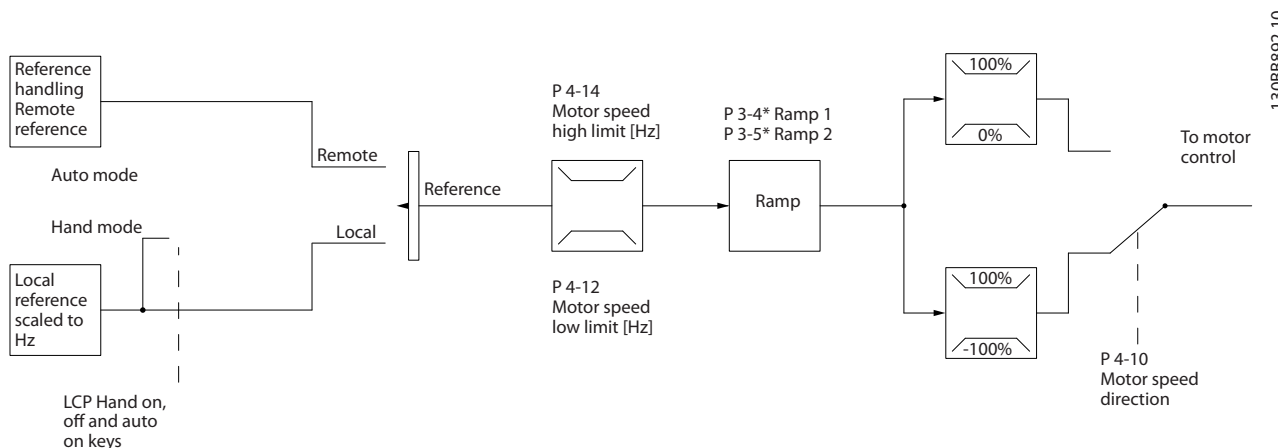 Reference
handling
Remote
reference
Auto mode
Hand mode
Local
reference
scaled to
Hz
LCP Hand on,
off and auto
on keys
Remote
Local
Reference
P 4-14
Motor speed
high limit [Hz]
P 4-12
Motor speed
low limit [Hz]
P 3-4* Ramp 1
P 3-5* Ramp 2
Ramp
100%
0%
100%
-100%
To motor
control
P 4-10
Motor speed
direction
130BB892.10